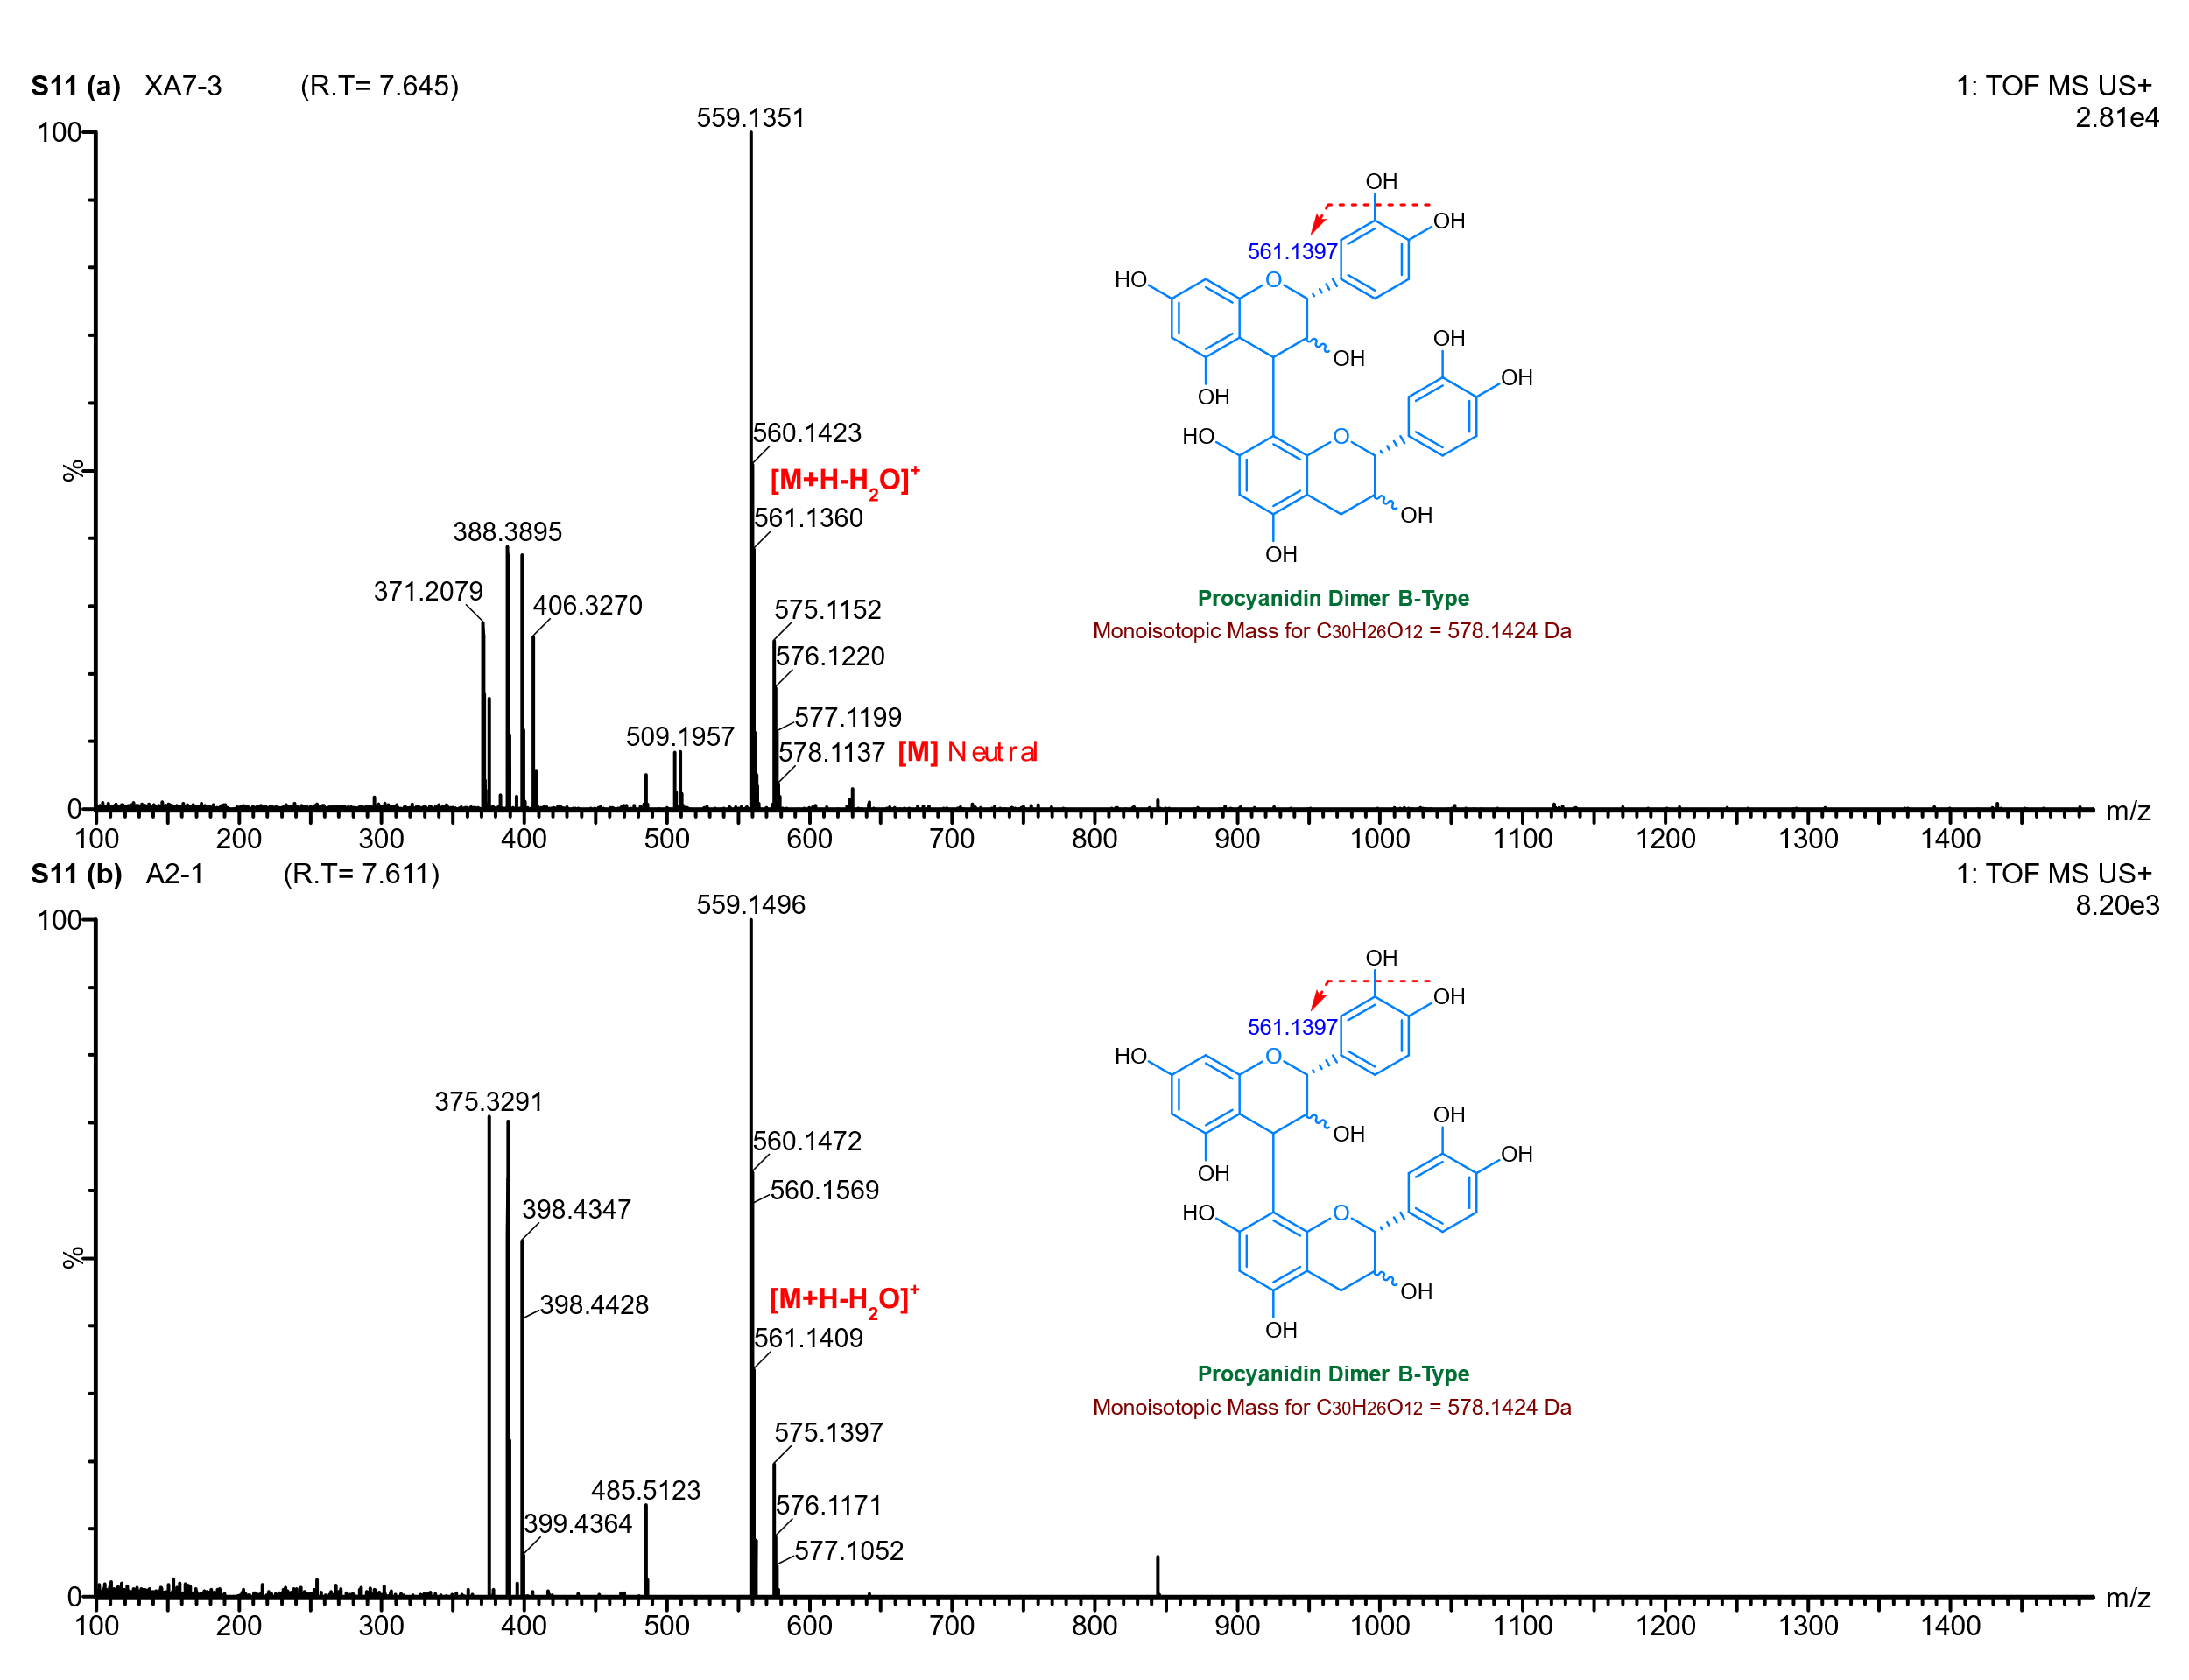 S11 (a) XA7-3 (R.T= 7.645)
1: TOF MS US+
2.81e4
100
559.1351
560.1423
[M+H-H2O]+
561.1360
388.3895
371.2079
406.3270
575.1152
576.1220
577.1199
509.1957
578.1137 [M] Neutral
%
0
m/z
100 200 300 400 500 600 700 800 900 1000 1100 1200 1300 1400
OH
OH
561.1397
HO
O
OH
OH
OH
OH
HO
O
OH
OH
Procyanidin Dimer B-Type
Monoisotopic Mass for C30H26O12 = 578.1424 Da
S11 (b) A2-1 (R.T= 7.611)
1: TOF MS US+
8.20e3
100
559.1496
375.3291
560.1472
560.1569
398.4347
398.4428
[M+H-H2O]+
561.1409
575.1397
485.5123
576.1171
399.4364
577.1052
%
0
m/z
100 200 300 400 500 600 700 800 900 1000 1100 1200 1300 1400
OH
OH
561.1397
HO
O
OH
OH
OH
OH
HO
O
OH
OH
Procyanidin Dimer B-Type
Monoisotopic Mass for C30H26O12 = 578.1424 Da